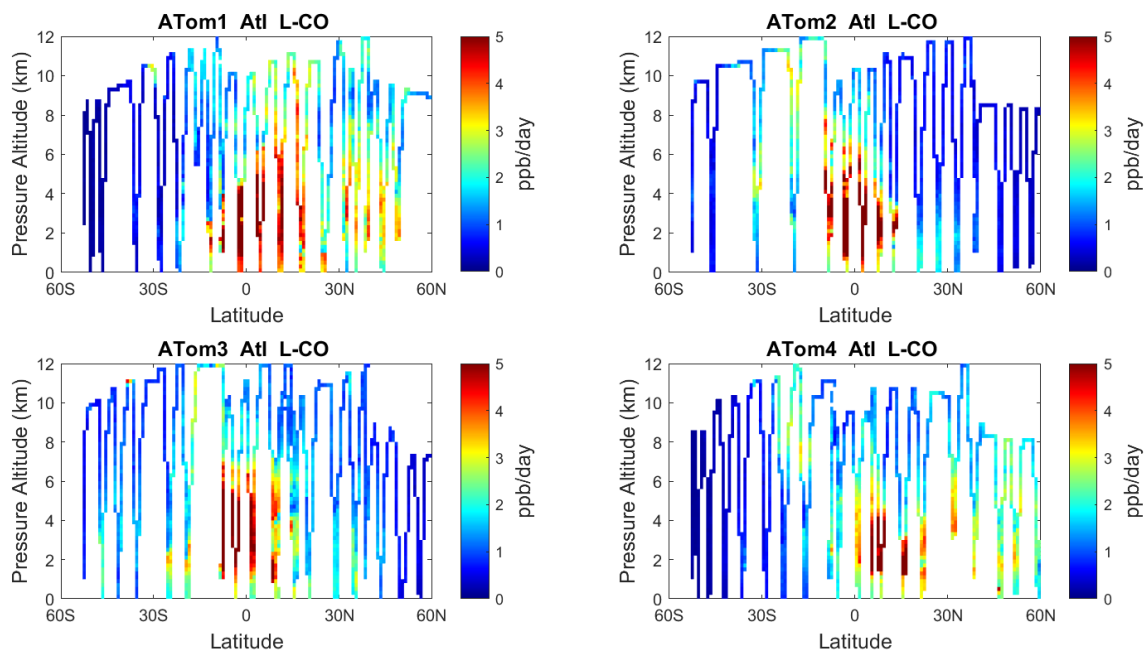 ATom1 Atl L-CO
12
10
8
6
4
2
0
Pressure Altitude (km)
60S
30S
0
30N
60N
Latitude
5
4
3
2
1
0
ppb/day
ATom2 Atl L-CO
12
10
8
6
4
2
0
Pressure Altitude (km)
60S
30S
0
30N
60N
Latitude
5
4
3
2
1
0
ppb/day
ATom3 Atl L-CO
12
10
8
6
4
2
0
Pressure Altitude (km)
60S
30S
0
30N
60N
Latitude
5
4
3
2
1
0
ppb/day
ATom4 Atl L-CO
12
10
8
6
4
2
0
Pressure Altitude (km)
60S
30S
0
30N
60N
Latitude
5
4
3
2
1
0
ppb/day